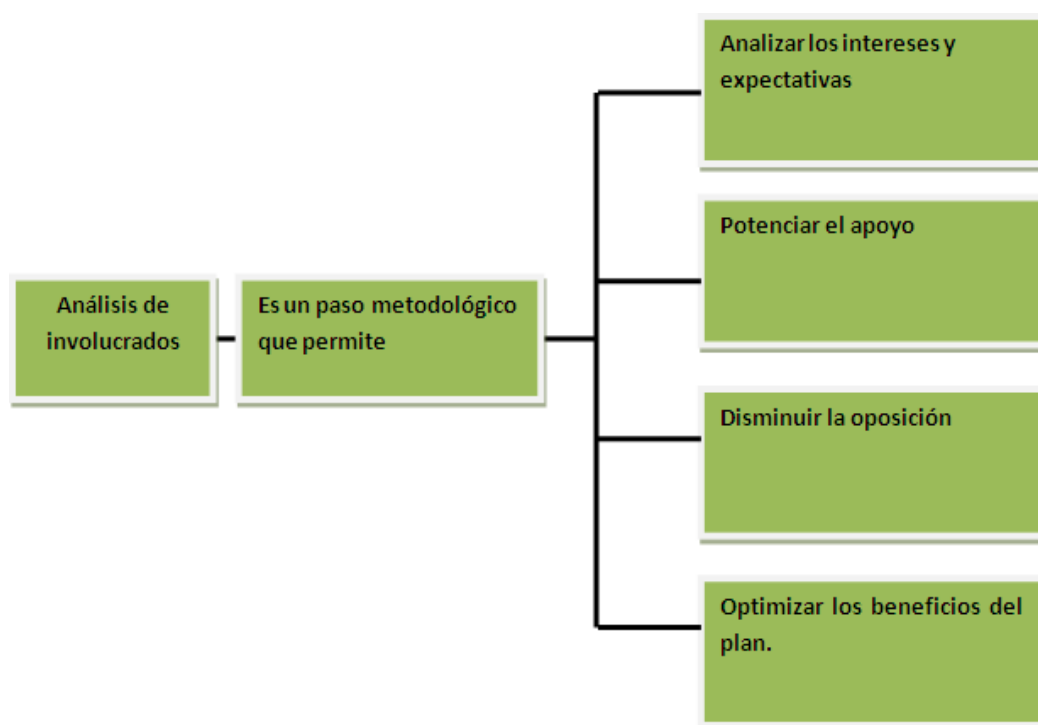 Análisis de
involucrados
Es un paso metodológico
que permite
Analizar los intereses y
expectativas
Potenciar el apoyo
Disminuir la oposición
Optimizar los beneficios del
plan.